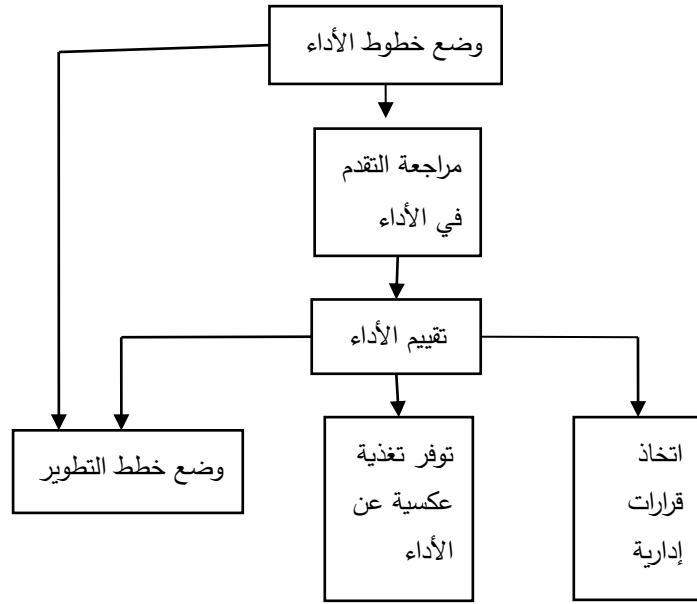 وضع خطوط الأداء
مراجعة التقدم
في الأداء
تقييم الأداء
اتخاذ
قرارات
إدارية
توفر تغذية
عكسية عن
الأداء
وضع خطط التطوير